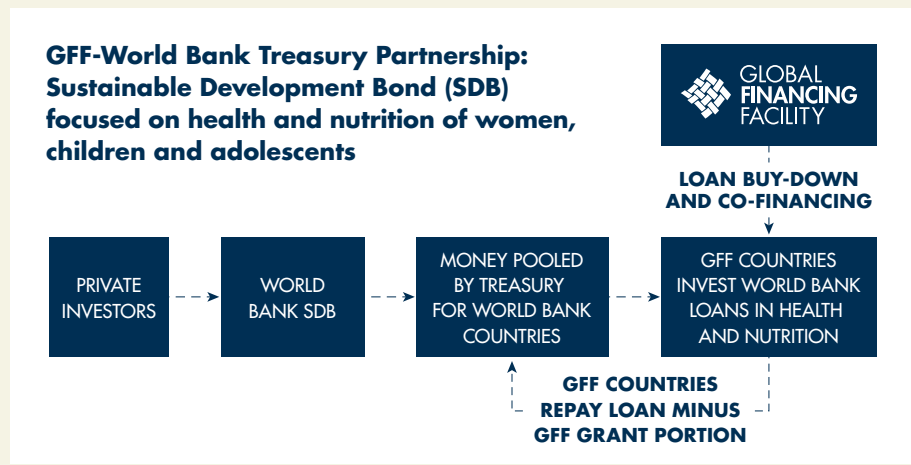 GFF-World Bank Treasury Partnership:
Sustainable Development Bond (SDB)
focused on health and nutrition of women,
children and adolescents
GLOBAL
FINANCING
FACILITY
LOAN BUY-DOWN
AND CO-FINANCING
PRIVATE
INVESTORS
WORLD
BANK SDB
MONEY POOLED
BY TREASURY
FOR WORLD BANK
COUNTRIES
GFF COUNTRIES
INVEST WORLD BANK
LOANS IN HEALTH
AND NUTRITION
GFF COUNTRIES
REPAY LOAN MINUS
GFF GRANT PORTION